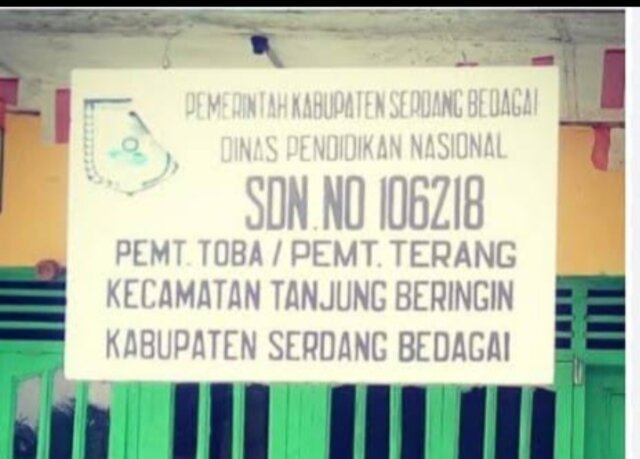 PEMERINTAH KABUPATEN SERDANG BEDAGAI
DINAS PENDIDIKAN NASIONAL
SDN.NO 106218
PEMT. TOBA / PEMT. TERANG
KECAMATAN TANJUNG BERINGIN
KABUPATEN SERDANG BEDAGAI